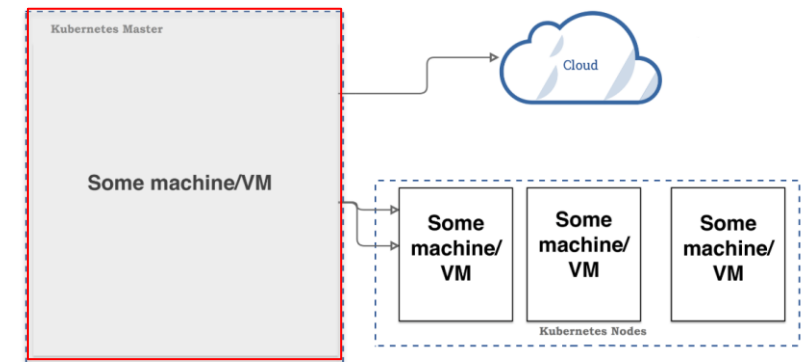 Kubernetes Master
Cloud
Some machine/VM
Some
machine/
VM
Some
machine/
VM
Some
machine/
VM
Kubernetes Nodes